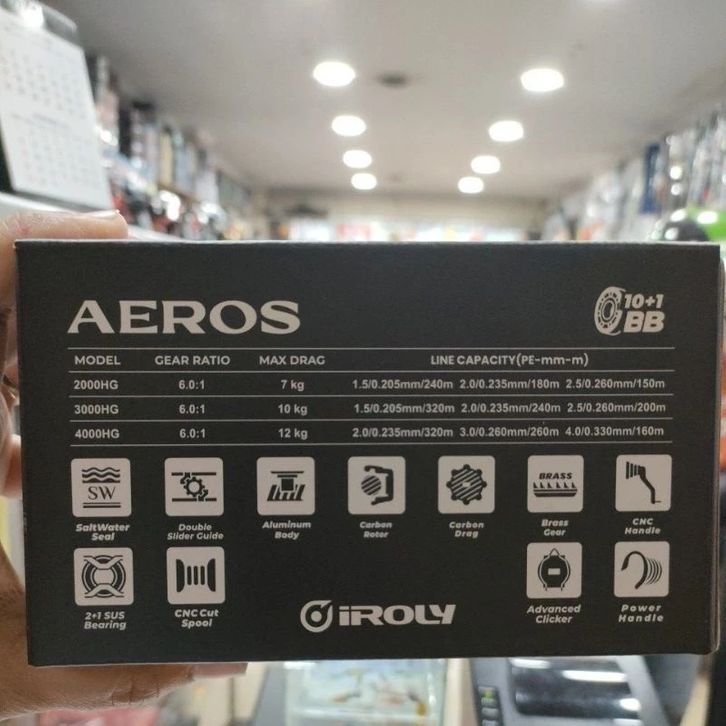 AEROS
10+1
BB
MODEL GEAR RATIO MAX DRAG LINE CAPACITY(PE-mm-m)
2000HG 6.0:1 7 kg 1.5/0.205mm/240m 2.0/0.235mm/180m 2.5/0.260mm/150m
3000HG 6.0:1 10 kg 1.5/0.205mm/320m 2.0/0.235mm/240m 2.5/0.260mm/200m
4000HG 6.0:1 12 kg 2.0/0.235mm/320m 3.0/0.260mm/260m 4.0/0.330mm/160m
SW
BRASS
SaltWater Seal
Double Slider Guide
Aluminum Body
Carbon Rotor
Carbon Drag
Brass Gear
CNC Handle
2+1 SUS Bearing
CNC Cut Spool
iROLY
Advanced Clicker
Power Handle